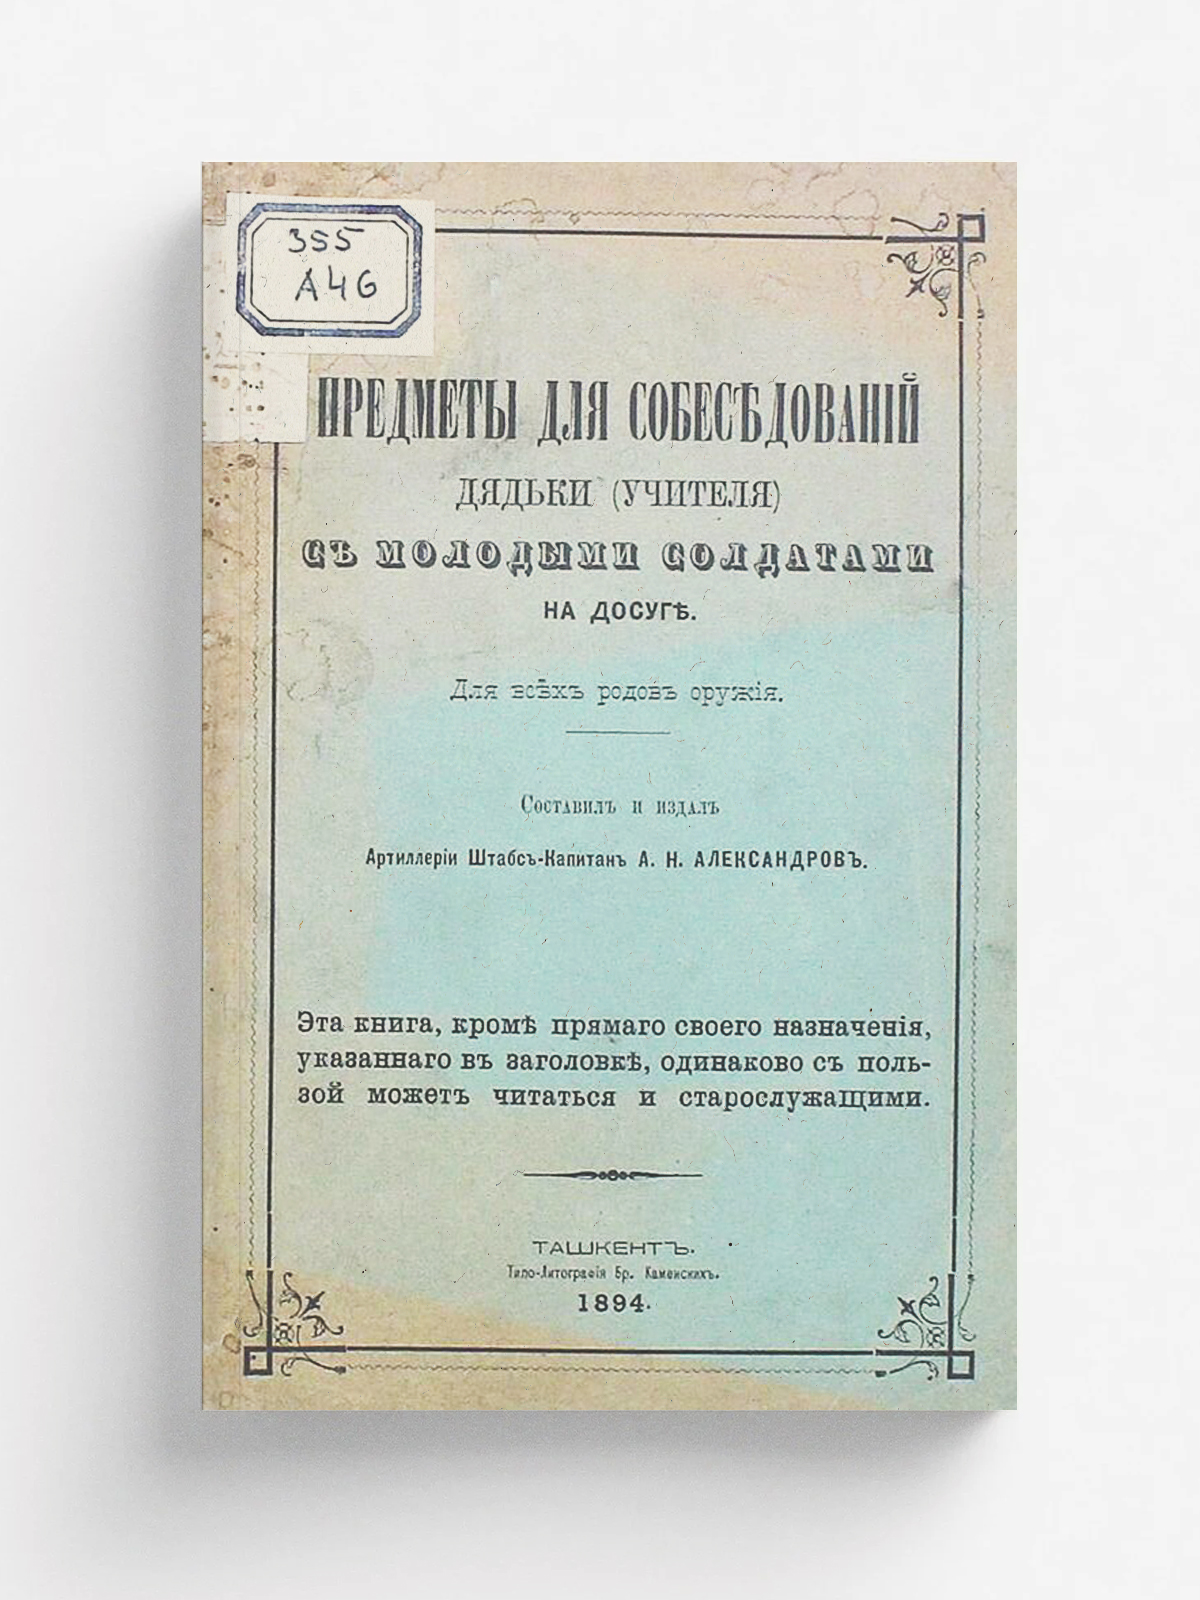 355
А46
ПРЕДМЕТЫ ДЛЯ СОБЕСѢДОВАНІЙ
ДЯДЬКИ (УЧИТЕЛЯ)
СЪ МОЛОДЫМИ СОЛДАТАМИ
НА ДОСУГѢ.
Для всѣхъ родовъ оружія.
Составилъ и издалъ
Артиллеріи Штабсъ-Капитанъ А. Н. АЛЕКСАНДРОВЪ.
Эта книга, кромѣ прямаго своего назначенія,
указаннаго въ заголовкѣ, одинаково съ поль-
зой можетъ читаться и старослужащими.
ТАШКЕНТЪ.
Типо-Литографія Бр. Каменскихъ.
1894.